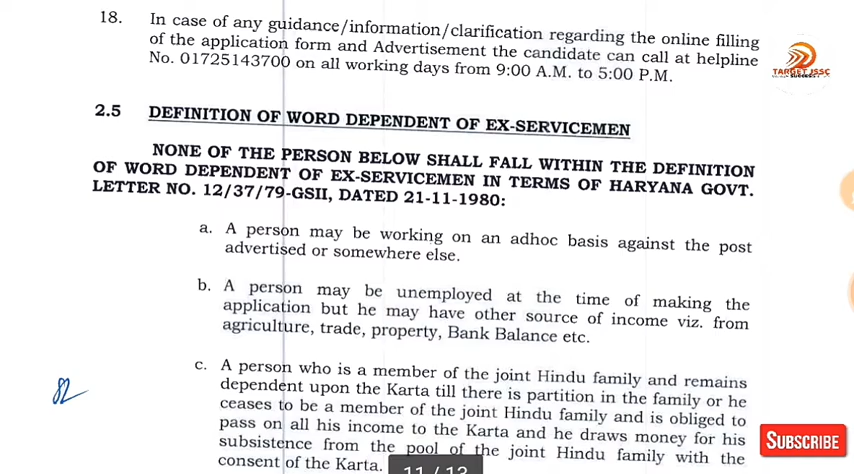 18. In case of any guidance/information/clarification regarding the online filling
of the application form and Advertisement the candidate can call at helpline
No. 01725143700 on all working days from 9:00 A.M. to 5:00 P.M.
TARGET JSSC
SUCCESS
2.5 DEFINITION OF WORD DEPENDENT OF EX-SERVICEMEN
NONE OF THE PERSON BELOW SHALL FALL WITHIN THE DEFINITION
OF WORD DEPENDENT OF EX-SERVICEMEN IN TERMS OF HARYANA GOVT.
LETTER NO. 12/37/79-GSII, DATED 21-11-1980:
a. A person may be working on an adhoc basis against the post
advertised or somewhere else.
b. A person may be unemployed at the time of making the
application but he may have other source of income viz. from
agriculture, trade, property, Bank Balance etc.
c. A person who is a member of the joint Hindu family and remains
dependent upon the Karta till there is partition in the family or he
ceases to be a member of the joint Hindu family and is obliged to
pass on all his income to the Karta and he draws money for his
subsistence from the pool of the joint Hindu family with the
consent of the Karta.
82
SUBSCRIBE
11 / 13